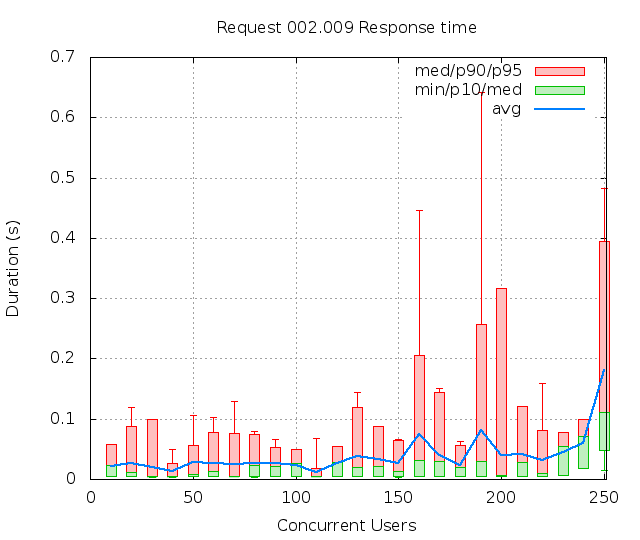 Request 002.009 Response time
0.7
0.6
0.5
0.4
0.3
0.2
0.1
0
Duration (s)
med/p90/p95
min/p10/med
avg
0 50 100 150 200 250
Concurrent Users